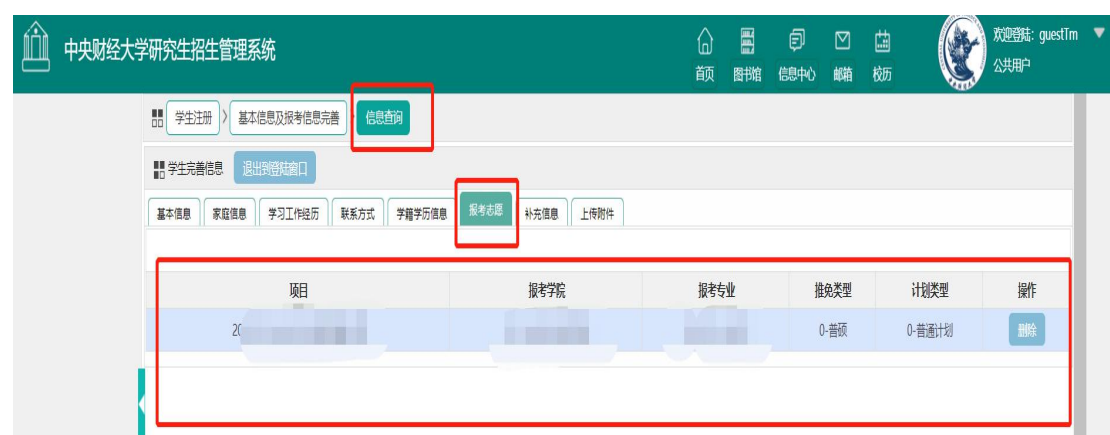 中央财经大学研究生招生管理系统
首页 图书馆 信息中心 邮箱 校历
欢迎登陆: guestTm
公共用户
学生注册 基本信息及报考信息完善 信息查询
学生完善信息 退出到登陆窗口
基本信息 家庭信息 学习工作经历 联系方式 学籍学历信息 报考志愿 补充信息 上传附件
项目 报考学院 报考专业 推免类型 计划类型 操作
20 0-普硕 0-普通计划 删除